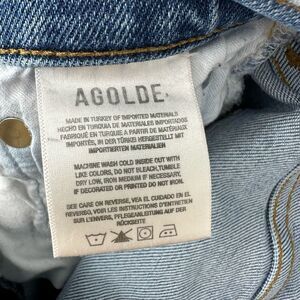 AGOLDE
MADE IN TURKEY OF IMPORTED MATERIALS
HECHO EN TURQUIA DE MATERIALES IMPORTADOS
FABRIQUÉ EN TURQUIE A PARTIR DE MATÉRIAUX
IMPORTÉS, IN DER TÜRKEI HERGESTELLT MIT
IMPORTIERTEN MATERIALIEN
MACHINE WASH COLD INSIDE OUT WITH
LIKE COLORS, DO NOT BLEACH, TUMBLE
DRY LOW, IRON MEDIUM IF NECESSARY.
IF DECORATED OR PRINTED DO NOT IRON.
SEE CARE ON REVERSE, VEA CUIDADO EN EL
REVERSO, VOIR LES INSTRUCTIONS D'ENTRETIEN
AU VERSO, PFLEGEANLEITUNG AUF DER
RÜCKSEITE